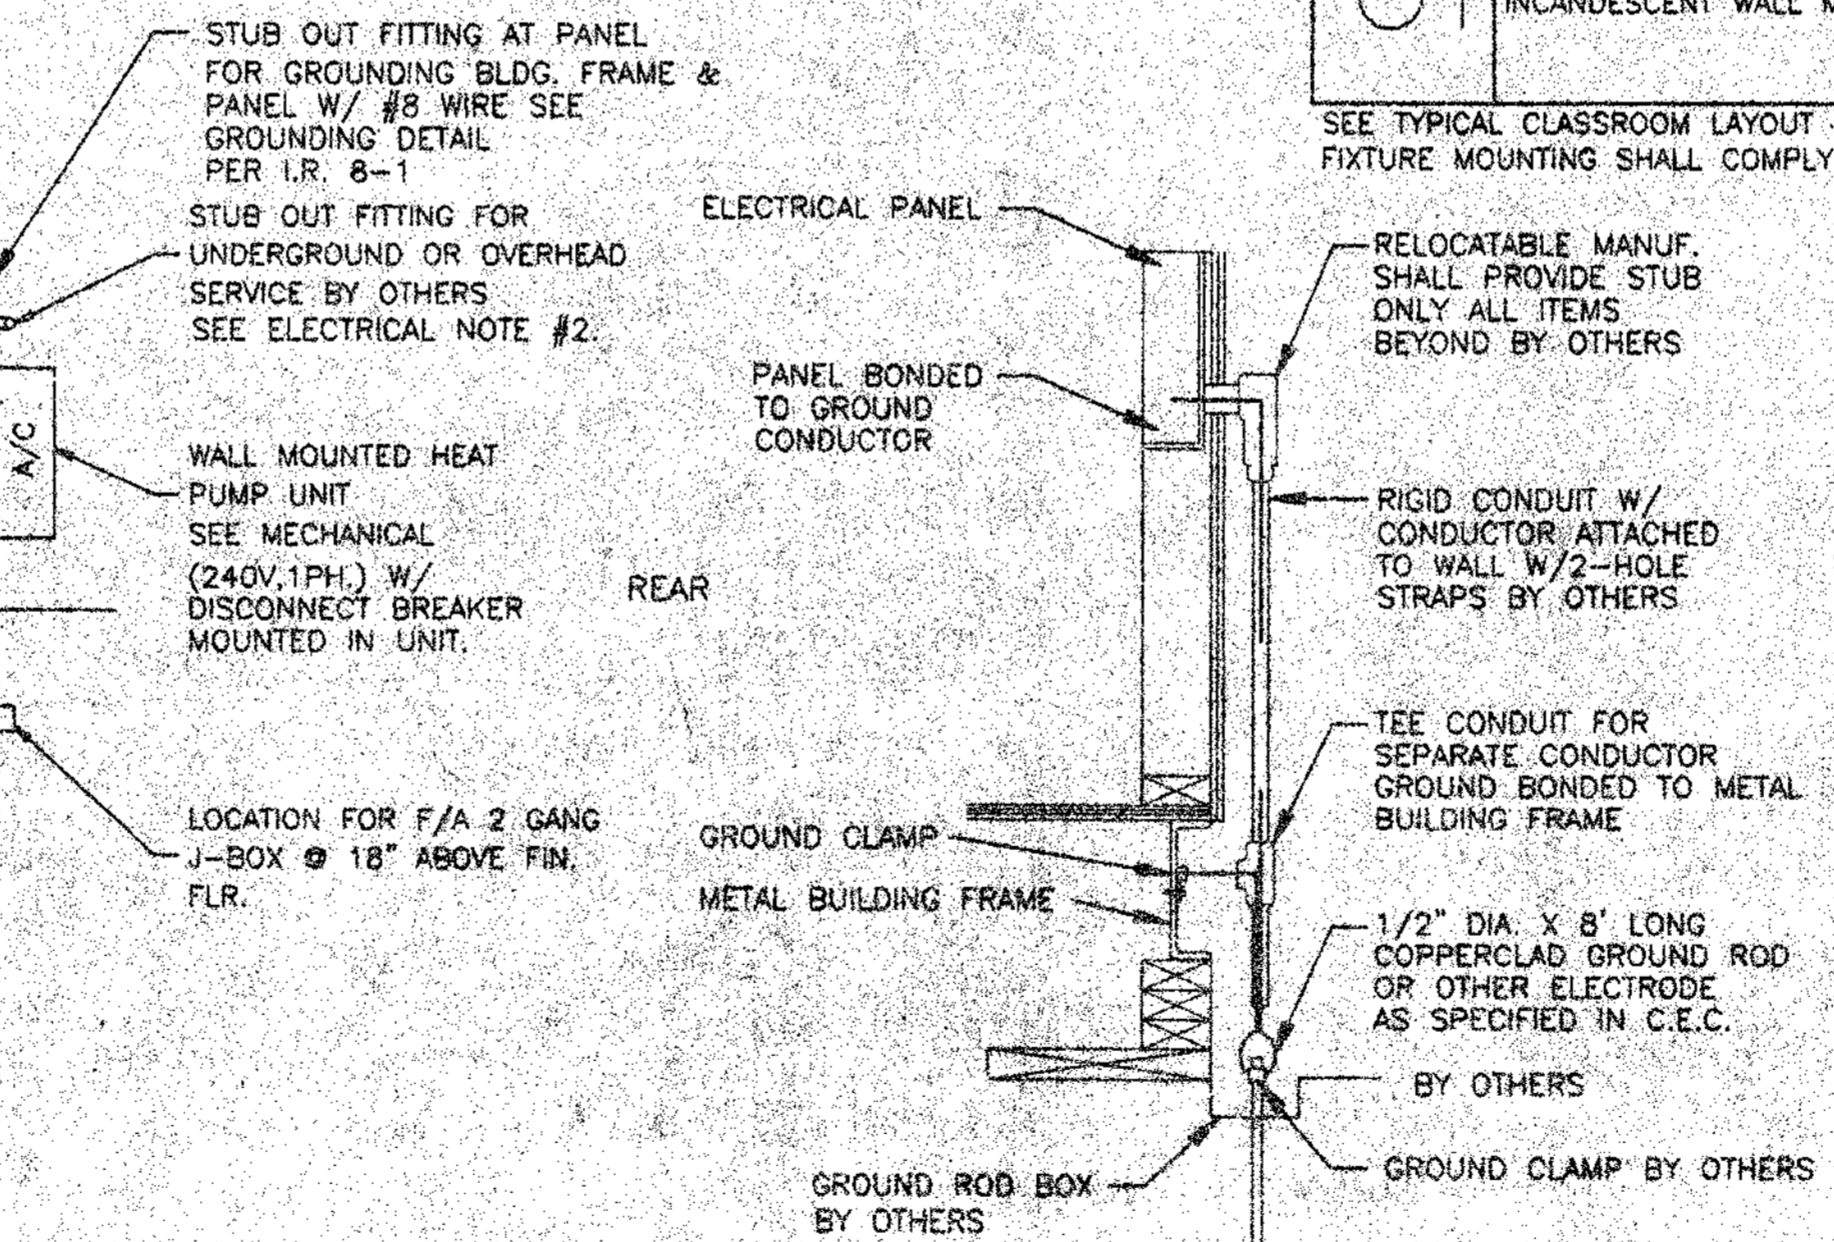 STUB OUT FITTING AT PANEL
FOR GROUNDING BLDG. FRAME &
PANEL W/ #8 WIRE SEE
GROUNDING DETAIL
PER I.R. 8-1
STUB OUT FITTING FOR
UNDERGROUND OR OVERHEAD
SERVICE BY OTHERS
SEE ELECTRICAL NOTE #2.
A/C
WALL MOUNTED HEAT
PUMP UNIT
SEE MECHANICAL
(240V,1PH.) W/
DISCONNECT BREAKER
MOUNTED IN UNIT.
LOCATION FOR F/A 2 GANG
J-BOX @ 18" ABOVE FIN.
FLR.
REAR
ELECTRICAL PANEL
PANEL BONDED
TO GROUND
CONDUCTOR
GROUND CLAMP
METAL BUILDING FRAME
GROUND ROD BOX
BY OTHERS
INCANDESCENT WALL
SEE TYPICAL CLASSROOM LAYOUT
FIXTURE MOUNTING SHALL COMPLY
RELOCATABLE MANUF.
SHALL PROVIDE STUB
ONLY ALL ITEMS
BEYOND BY OTHERS
RIGID CONDUIT W/
CONDUCTOR ATTACHED
TO WALL W/2-HOLE
STRAPS BY OTHERS
TEE CONDUIT FOR
SEPARATE CONDUCTOR
GROUND BONDED TO METAL
BUILDING FRAME
1/2" DIA. X 8' LONG
COPPERCLAD GROUND ROD
OR OTHER ELECTRODE
AS SPECIFIED IN C.E.C.
BY OTHERS
GROUND CLAMP BY OTHERS